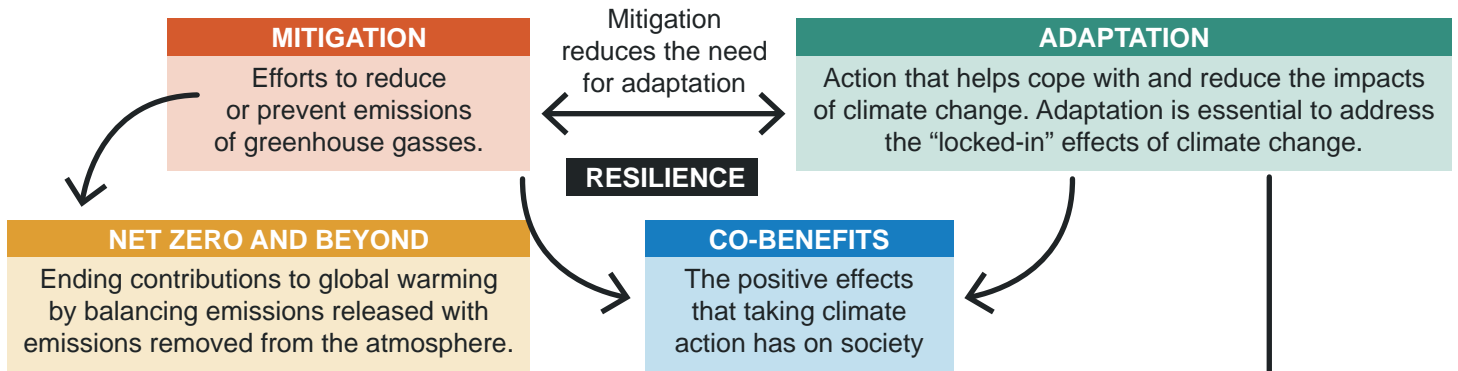 MITIGATION
Efforts to reduce
or prevent emissions
of greenhouse gasses.
Mitigation
reduces the need
for adaptation
ADAPTATION
Action that helps cope with and reduce the impacts
of climate change. Adaptation is essential to address
the “locked-in” effects of climate change.
RESILIENCE
NET ZERO AND BEYOND
Ending contributions to global warming
by balancing emissions released with
emissions removed from the atmosphere.
CO-BENEFITS
The positive effects
that taking climate
action has on society